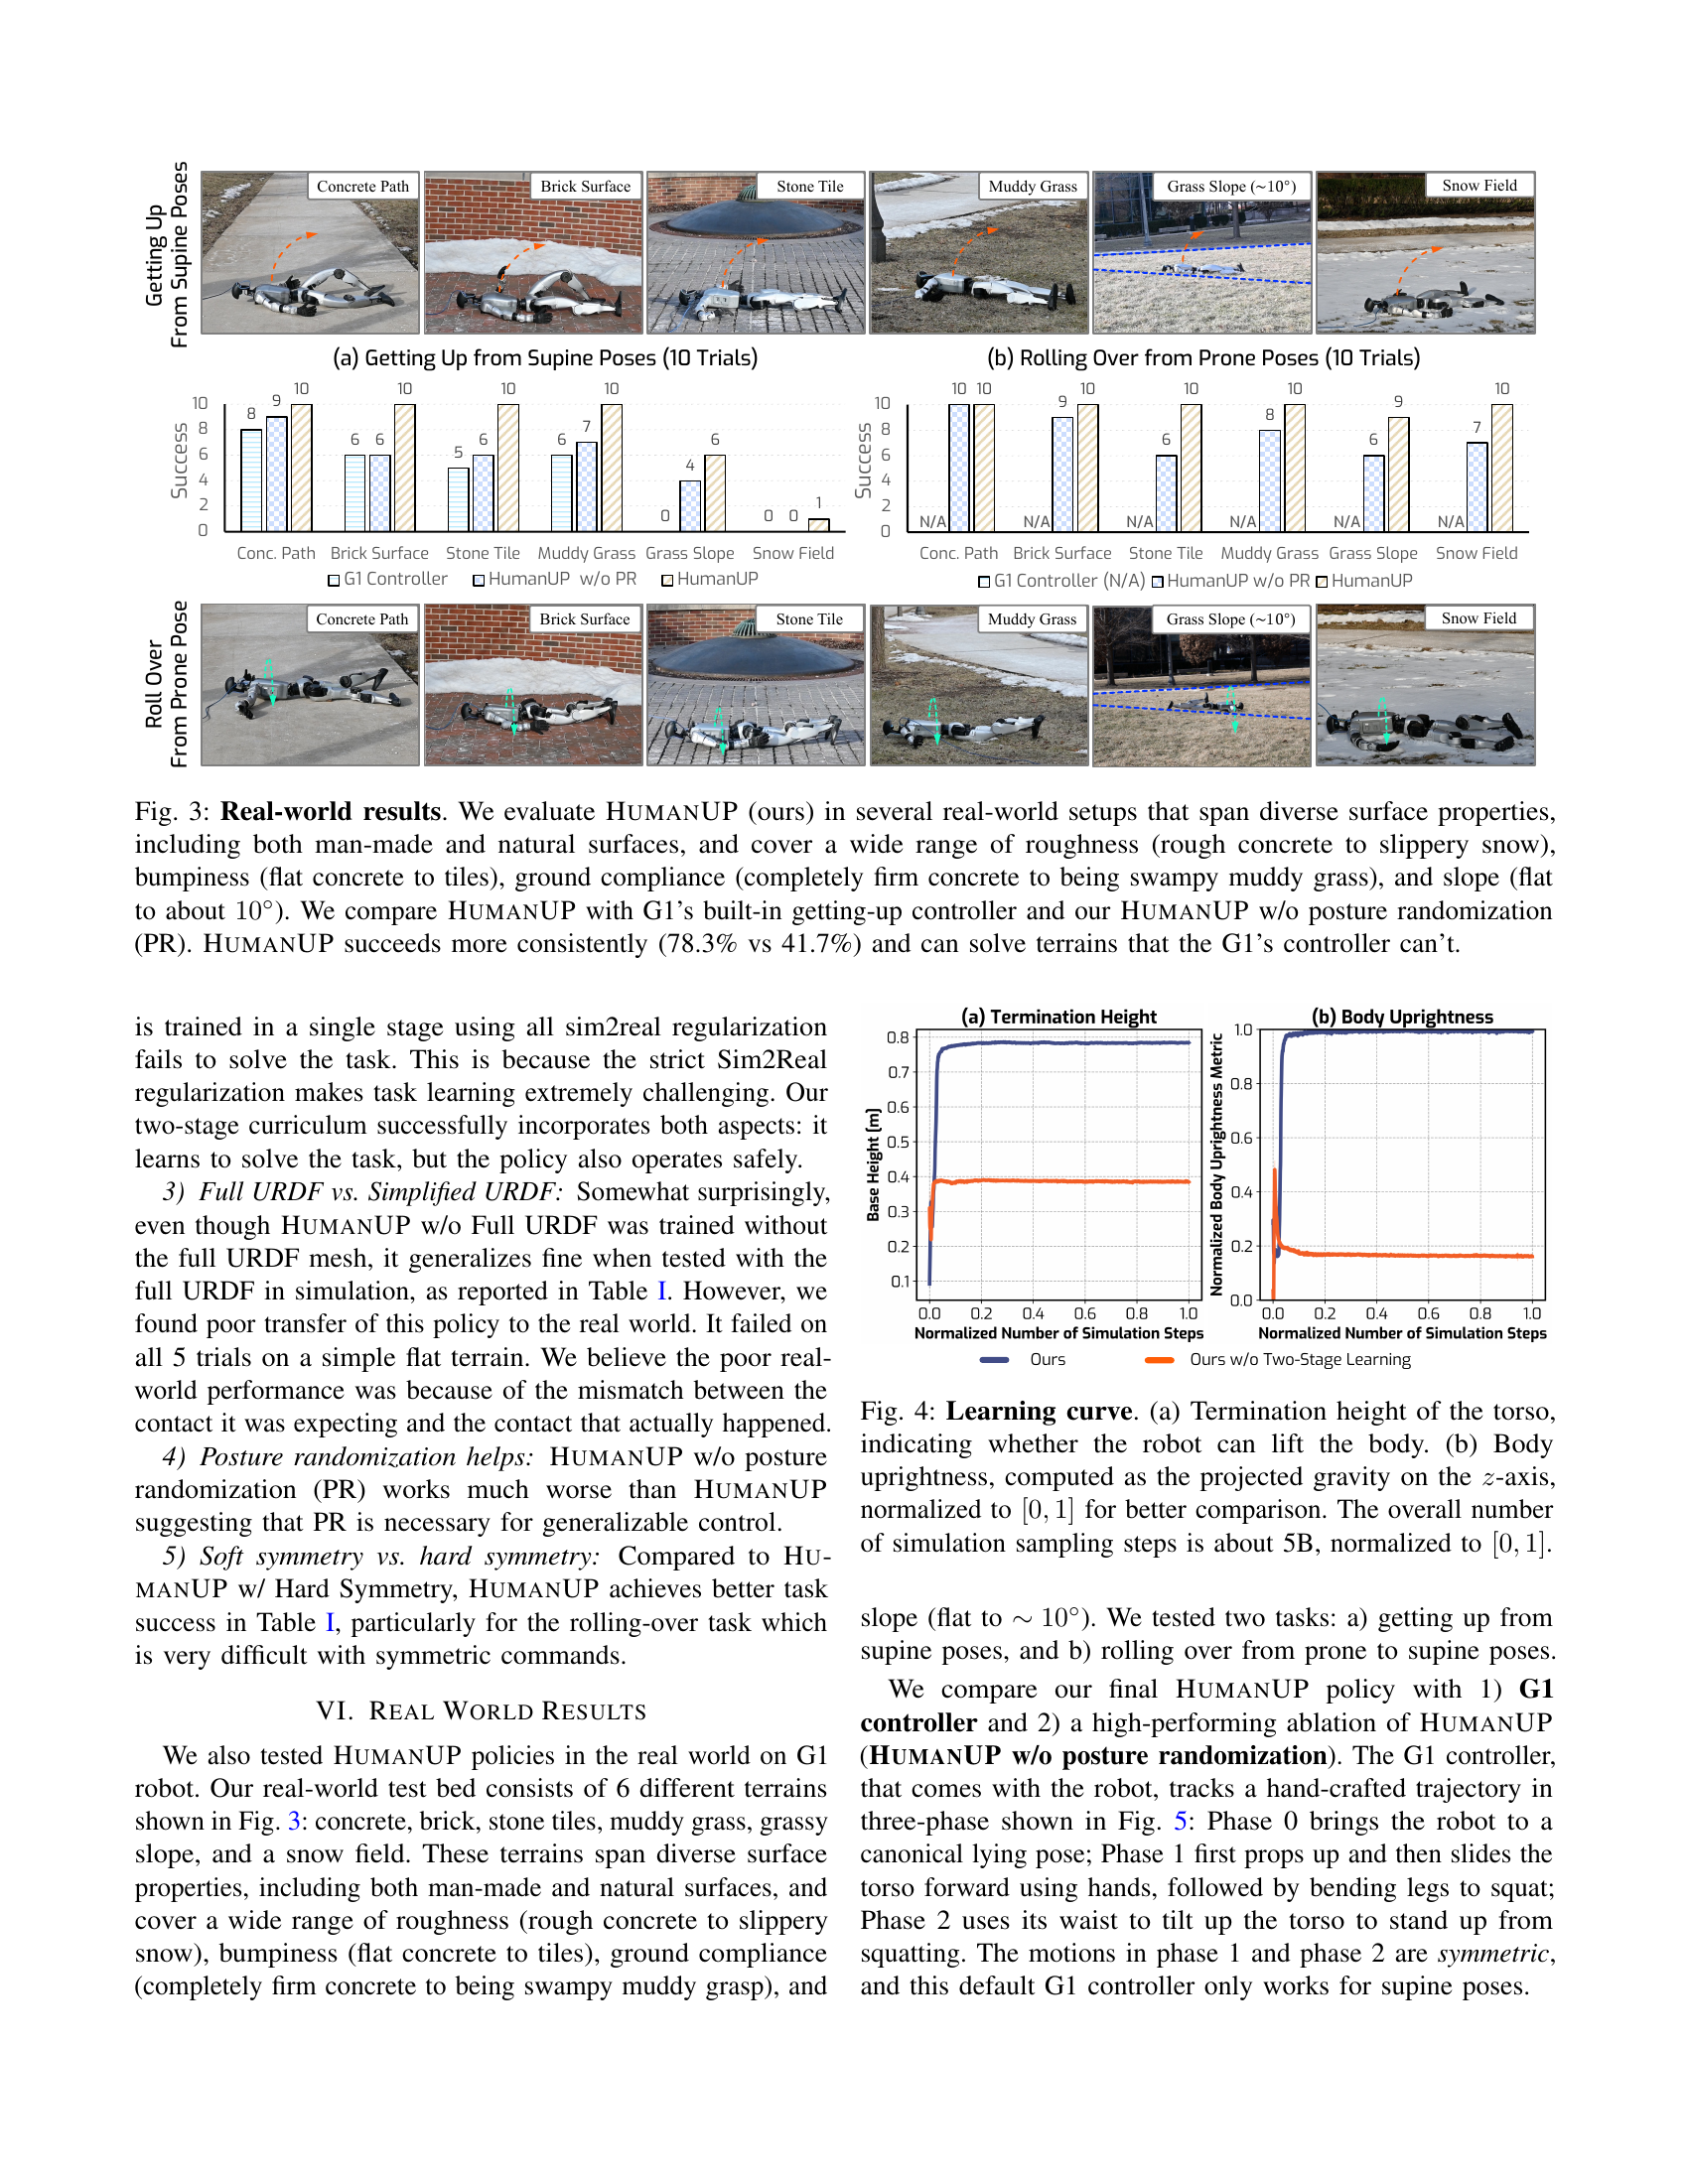 Getting Up
From Supine Poses
Concrete Path
Brick Surface
Stone Tile
Muddy Grass
Grass Slope (~10°)
Snow Field
(a) Getting Up from Supine Poses (10 Trials)
Success
10
8
6
4
2
0
8 9 10
6 6 10
5 6 10
6 7 10
0 4 6
0 0 1
Conc. Path Brick Surface Stone Tile Muddy Grass Grass Slope Snow Field
G1 Controller HumanUP w/o PR HumanUP
(b) Rolling Over from Prone Poses (10 Trials)
Success
10
8
6
4
2
0
N/A 10 10
N/A 9 10
N/A 6 10
N/A 8 10
N/A 6 9
N/A 7 10
Conc. Path Brick Surface Stone Tile Muddy Grass Grass Slope Snow Field
G1 Controller (N/A) HumanUP w/o PR HumanUP
Roll Over
From Prone Pose
Concrete Path
Brick Surface
Stone Tile
Muddy Grass
Grass Slope (~10°)
Snow Field
Fig. 3: Real-world results. We evaluate HUMANUP (ours) in several real-world setups that span diverse surface properties,
including both man-made and natural surfaces, and cover a wide range of roughness (rough concrete to slippery snow),
bumpiness (flat concrete to tiles), ground compliance (completely firm concrete to being swampy muddy grass), and slope (flat
to about 10°). We compare HUMANUP with G1's built-in getting-up controller and our HUMANUP w/o posture randomization
(PR). HUMANUP succeeds more consistently (78.3% vs 41.7%) and can solve terrains that the G1's controller can't.
is trained in a single stage using all sim2real regularization
fails to solve the task. This is because the strict Sim2Real
regularization makes task learning extremely challenging. Our
two-stage curriculum successfully incorporates both aspects: it
learns to solve the task, but the policy also operates safely.
3) Full URDF vs. Simplified URDF: Somewhat surprisingly,
even though HUMANUP w/o Full URDF was trained without
the full URDF mesh, it generalizes fine when tested with the
full URDF in simulation, as reported in Table I. However, we
found poor transfer of this policy to the real world. It failed on
all 5 trials on a simple flat terrain. We believe the poor real-
world performance was because of the mismatch between the
contact it was expecting and the contact that actually happened.
4) Posture randomization helps: HUMANUP w/o posture
randomization (PR) works much worse than HUMANUP
suggesting that PR is necessary for generalizable control.
5) Soft symmetry vs. hard symmetry: Compared to HU-
MANUP w/ Hard Symmetry, HUMANUP achieves better task
success in Table I, particularly for the rolling-over task which
is very difficult with symmetric commands.
VI. REAL WORLD RESULTS
We also tested HUMANUP policies in the real world on G1
robot. Our real-world test bed consists of 6 different terrains
shown in Fig. 3: concrete, brick, stone tiles, muddy grass, grassy
slope, and a snow field. These terrains span diverse surface
properties, including both man-made and natural surfaces, and
cover a wide range of roughness (rough concrete to slippery
snow), bumpiness (flat concrete to tiles), ground compliance
(completely firm concrete to being swampy muddy grasp), and
(a) Termination Height
Base Height [m]
0.8
0.7
0.6
0.5
0.4
0.3
0.2
0.1
0.0 0.2 0.4 0.6 0.8 1.0
Normalized Number of Simulation Steps
(b) Body Uprightness
Normalized Body Uprightness Metric
1.0
0.8
0.6
0.4
0.2
0.0
0.0 0.2 0.4 0.6 0.8 1.0
Normalized Number of Simulation Steps
Ours Ours w/o Two-Stage Learning
Fig. 4: Learning curve. (a) Termination height of the torso,
indicating whether the robot can lift the body. (b) Body
uprightness, computed as the projected gravity on the z-axis,
normalized to [0, 1] for better comparison. The overall number
of simulation sampling steps is about 5B, normalized to [0, 1].
slope (flat to ∼ 10°). We tested two tasks: a) getting up from
supine poses, and b) rolling over from prone to supine poses.
We compare our final HUMANUP policy with 1) G1
controller and 2) a high-performing ablation of HUMANUP
(HUMANUP w/o posture randomization). The G1 controller,
that comes with the robot, tracks a hand-crafted trajectory in
three-phase shown in Fig. 5: Phase 0 brings the robot to a
canonical lying pose; Phase 1 first props up and then slides the
torso forward using hands, followed by bending legs to squat;
Phase 2 uses its waist to tilt up the torso to stand up from
squatting. The motions in phase 1 and phase 2 are symmetric,
and this default G1 controller only works for supine poses.